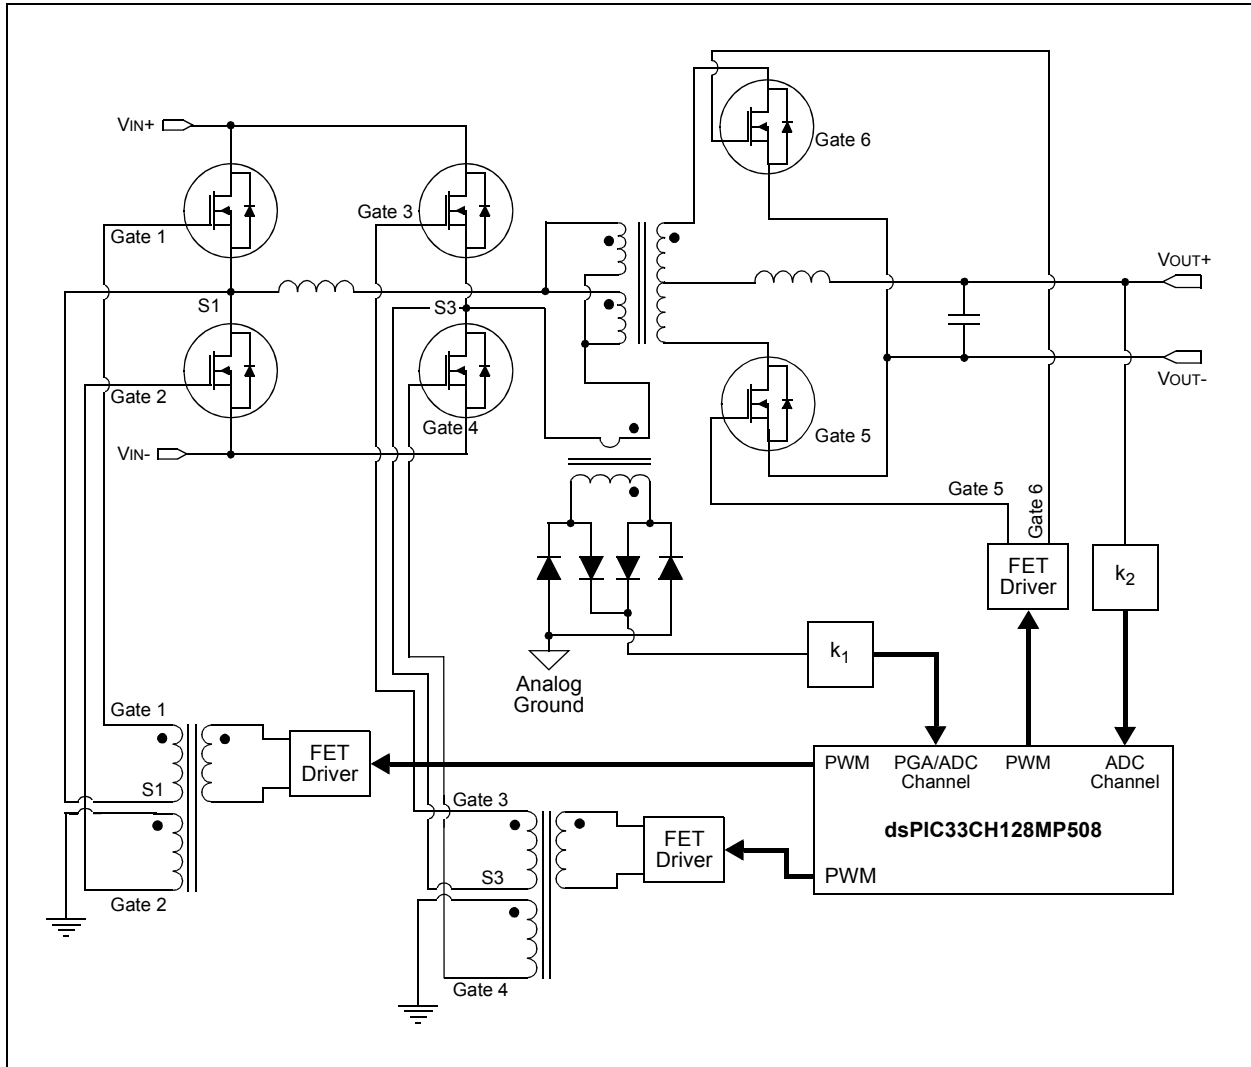 VIN+
Gate 6
Gate 3
Gate 1
VOUT+
S1
S3
VOUT-
Gate 2
Gate 4
Gate 5
VIN-
Gate 5
Gate 6
FET
Driver
k2
k1
Analog
Ground
Gate 1
FET
Driver
S1
PWM
PGA/ADC
Channel
PWM
ADC
Channel
Gate 3
dsPIC33CH128MP508
FET
Driver
S3
PWM
Gate 2
Gate 4